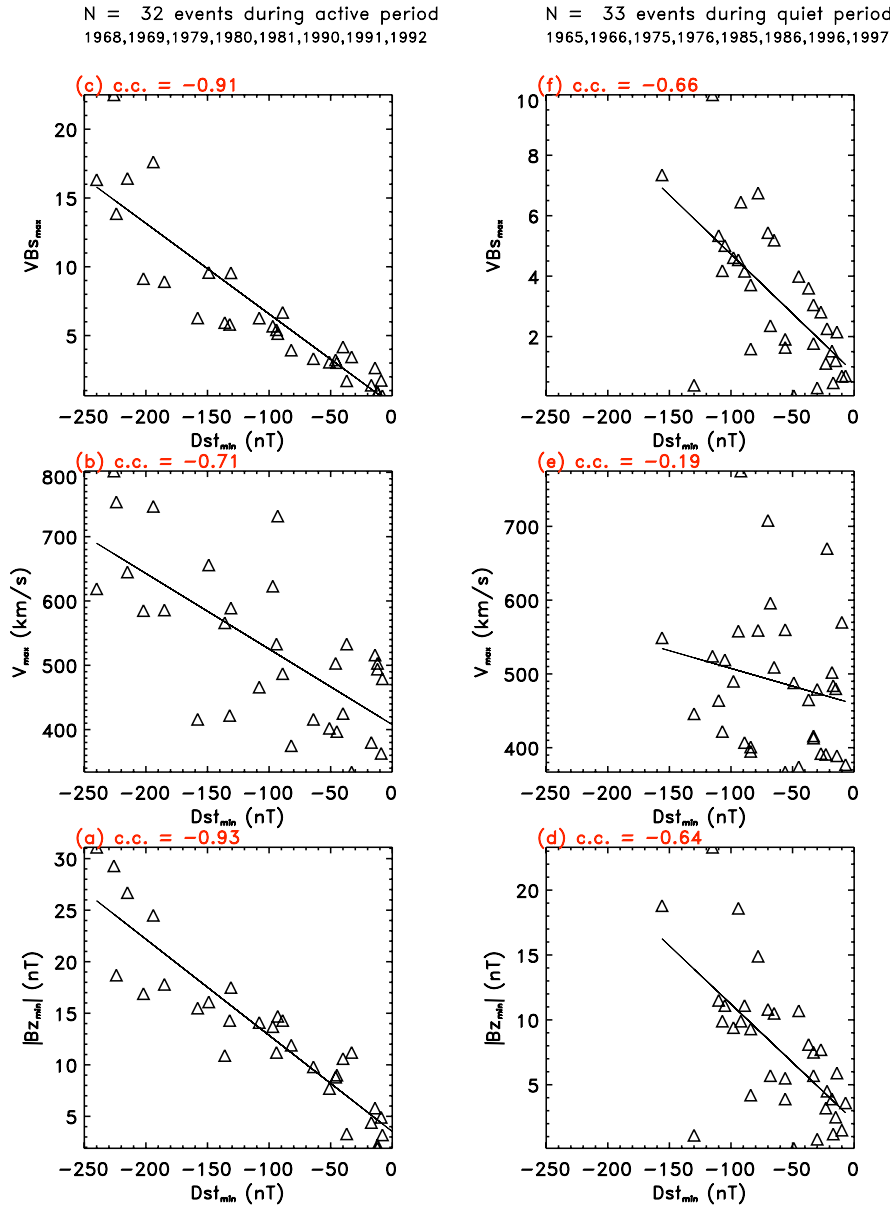 N =  32 events during active period
N =  33 events during quiet period
1968,1969,1979,1980,1981,1990,1991,1992
1965,1966,1975,1976,1985,1986,1996,1997
(c) c.c. = −0.91
20
15
10
5
VBsmax
−250 −200 −150 −100 −50 0
Dstmin (nT)
(f) c.c. = −0.66
10
8
6
4
2
VBsmax
−250 −200 −150 −100 −50 0
Dstmin (nT)
(b) c.c. = −0.71
800
700
600
500
400
Vmax (km/s)
−250 −200 −150 −100 −50 0
Dstmin (nT)
(e) c.c. = −0.19
700
600
500
400
Vmax (km/s)
−250 −200 −150 −100 −50 0
Dstmin (nT)
(a) c.c. = −0.93
30
25
20
15
10
5
|Bzmin| (nT)
−250 −200 −150 −100 −50 0
Dstmin (nT)
(d) c.c. = −0.64
20
15
10
5
|Bzmin| (nT)
−250 −200 −150 −100 −50 0
Dstmin (nT)